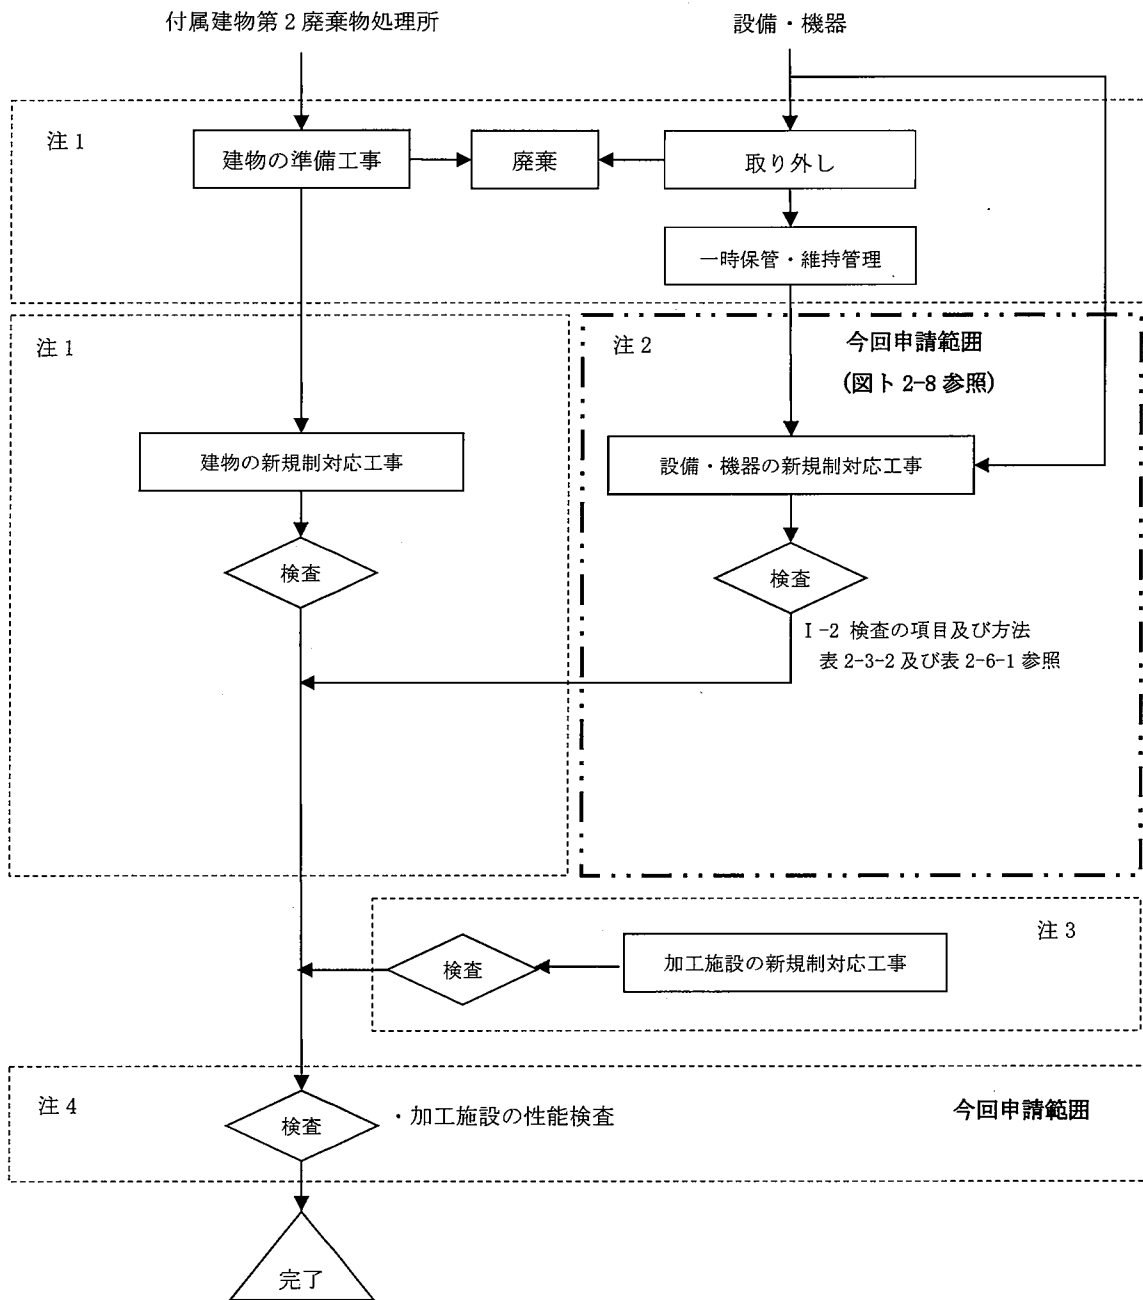 付属建物第2廃棄物処理所
設備・機器
注1
建物の準備工事
廃棄
取り外し
一時保管・維持管理
注1
建物の新規制対応工事
検査
注2
今回申請範囲
(図ト 2-8 参照)
設備・機器の新規制対応工事
検査
Ⅰ-2 検査の項目及び方法
表 2-3-2 及び表 2-6-1 参照
注3
検査
加工施設の新規制対応工事
注4
検査
・加工施設の性能検査
今回申請範囲
完了